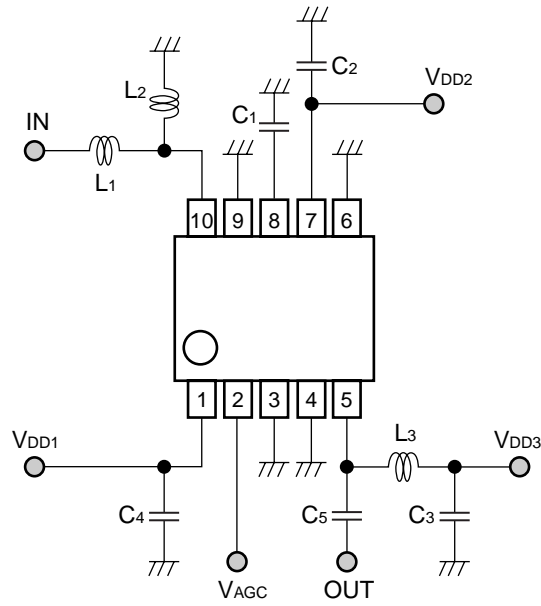 L2
C2
VDD2
C1
IN
L1
10 9 8 7 6
1 2 3 4 5
VDD1
L3
VDD3
C4
C5
C3
VAGC
OUT